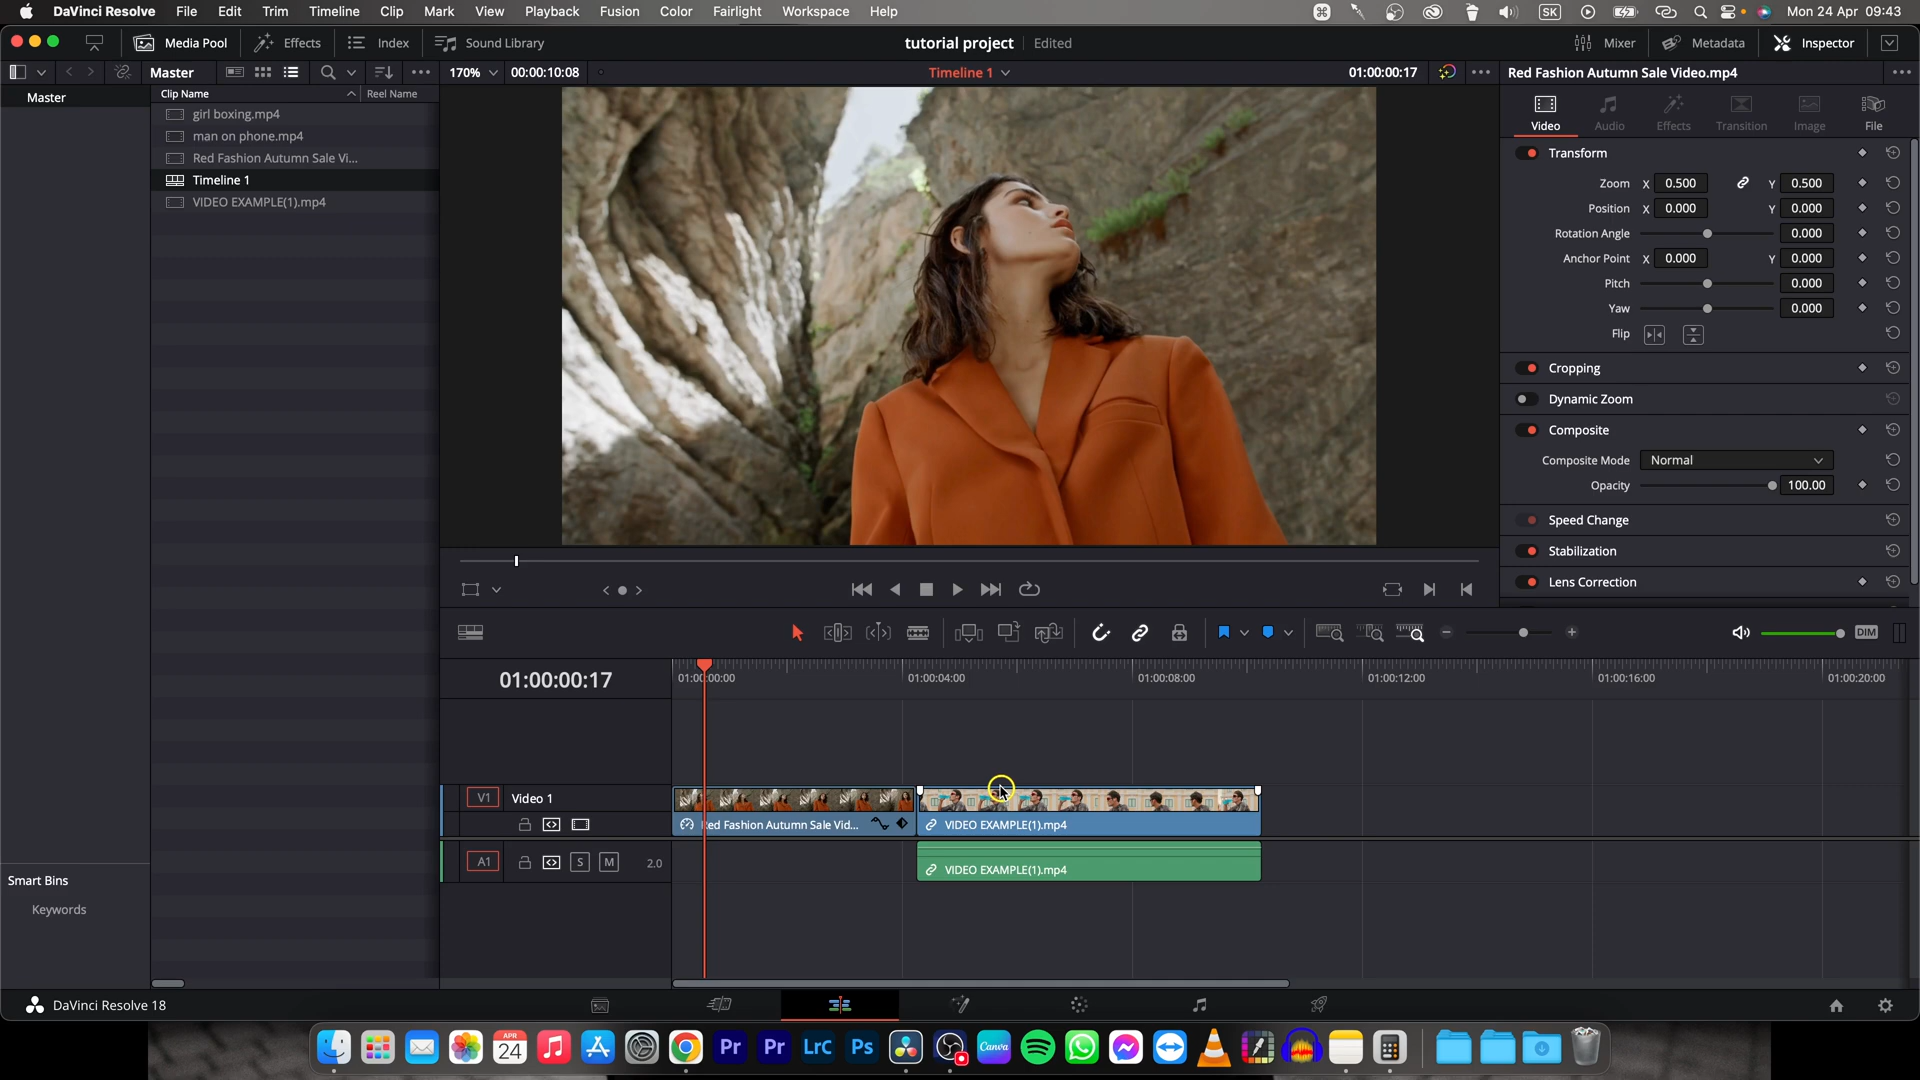 DaVinci Resolve File Edit Trim Timeline Clip Mark View Playback Fusion Color Fairlight Workspace Help SK Mon 24 Apr 09:43
Media Pool Effects Index Sound Library tutorial project Edited Mixer Metadata Inspector
Master 170% 00:00:10:08 Timeline 1 01:00:00:17 Red Fashion Autumn Sale Video.mp4
Master
Clip Name Reel Name
girl boxing.mp4
man on phone.mp4
Red Fashion Autumn Sale Vi...
Timeline 1
VIDEO EXAMPLE(1).mp4
Video Audio Effects Transition Image File
Transform
Zoom X 0.500 Y 0.500
Position X 0.000 Y 0.000
Rotation Angle 0.000
Anchor Point X 0.000 Y 0.000
Pitch 0.000
Yaw 0.000
Flip
Cropping
Dynamic Zoom
Composite
Composite Mode Normal
Opacity 100.00
Speed Change
Stabilization
Lens Correction
DIM
01:00:00:17 01:00:00:00 01:00:04:00 01:00:08:00 01:00:12:00 01:00:16:00 01:00:20:00
V1 Video 1
Red Fashion Autumn Sale Vid... VIDEO EXAMPLE(1).mp4
A1 S M 2.0
VIDEO EXAMPLE(1).mp4
Smart Bins
Keywords
DaVinci Resolve 18
APR 24 Pr Pr LrC Ps Canva